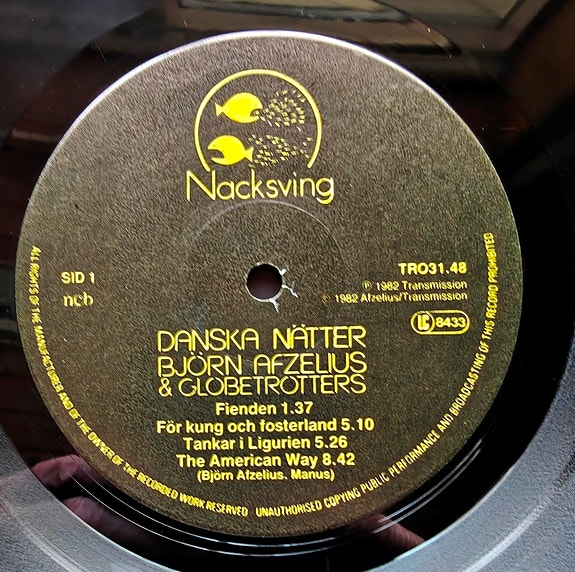 Nacksving
SID 1
ncb
TRO31.48
℗ 1982 Transmission
© 1982 Afzelius/Transmission
LC 8433
DANSKA NÄTTER
BJÖRN AFZELIUS
& GLOBETROTTERS
Fienden 1.37
För kung och fosterland 5.10
Tankar i Ligurien 5.26
The American Way 8.42
(Björn Afzelius. Manus)
ALL RIGHTS OF THE MANUFACTURER AND OF THE OWNER OF THE RECORDED WORK RESERVED UNAUTHORISED COPYING PUBLIC PERFORMANCE AND BROADCASTING OF THIS RECORD PROHIBITED